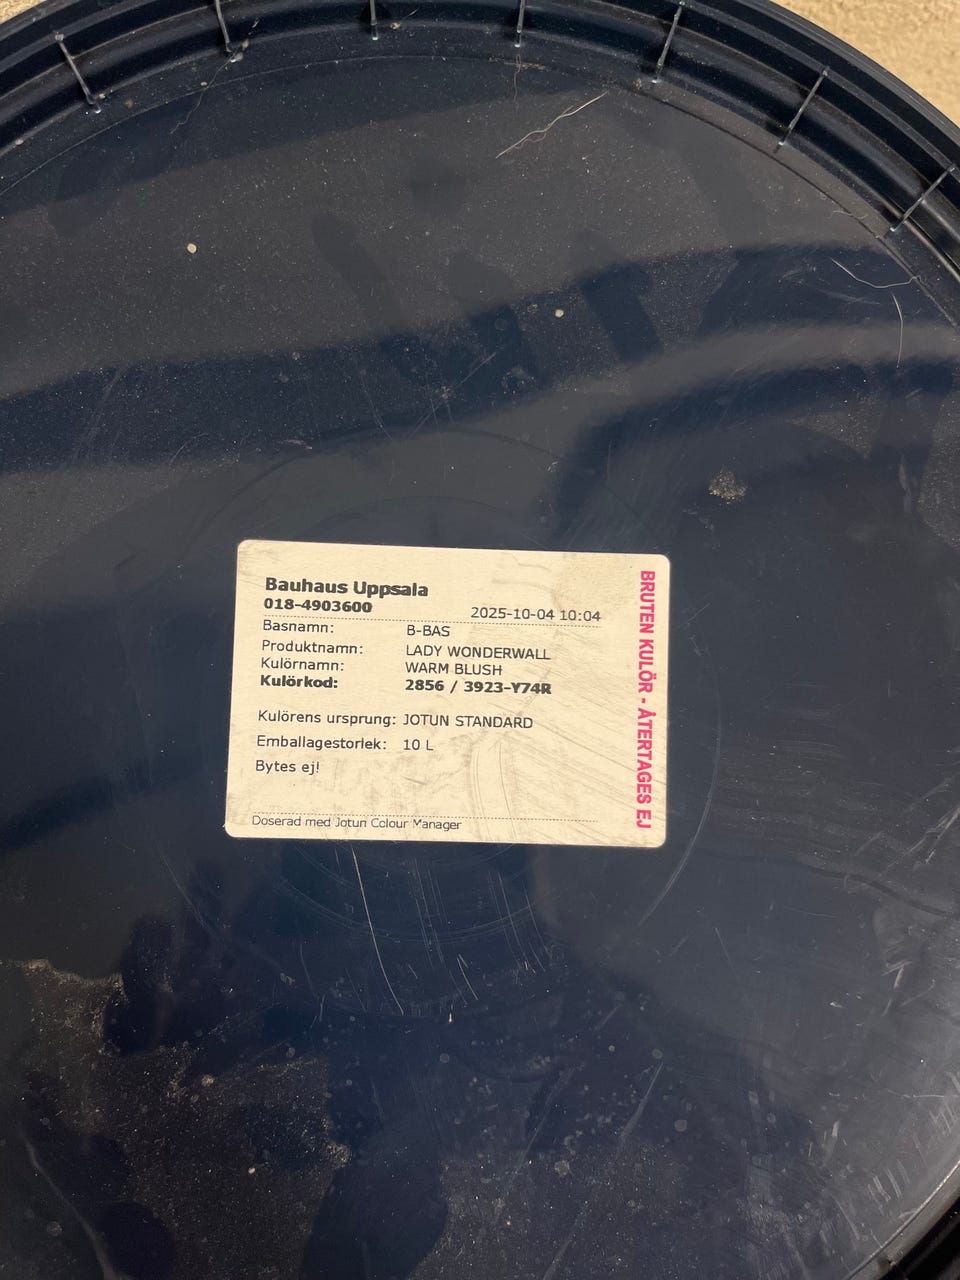 Bauhaus Uppsala
018-4903600
2025-10-04 10:04
Basnamn: B-BAS
Produktnamn: LADY WONDERWALL
Kulörnamn: WARM BLUSH
Kulörkod: 2856 / 3923-Y74R
Kulörens ursprung: JOTUN STANDARD
Emballagestorlek: 10 L
Bytes ej!
Doserad med Jotun Colour Manager
BRUTEN KULÖR - ÅTERTAGES EJ